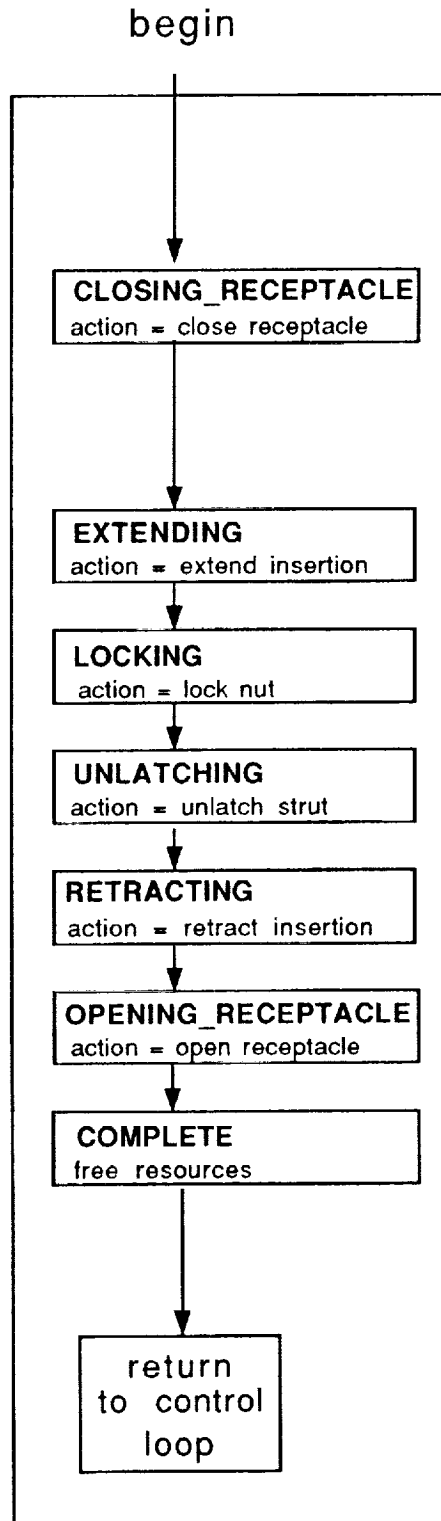 begin
CLOSING_RECEPTACLE
action = close receptacle
EXTENDING
action = extend insertion
LOCKING
action = lock nut
UNLATCHING
action = unlatch strut
RETRACTING
action = retract insertion
OPENING_RECEPTACLE
action = open receptacle
COMPLETE
free resources
return
to control
loop